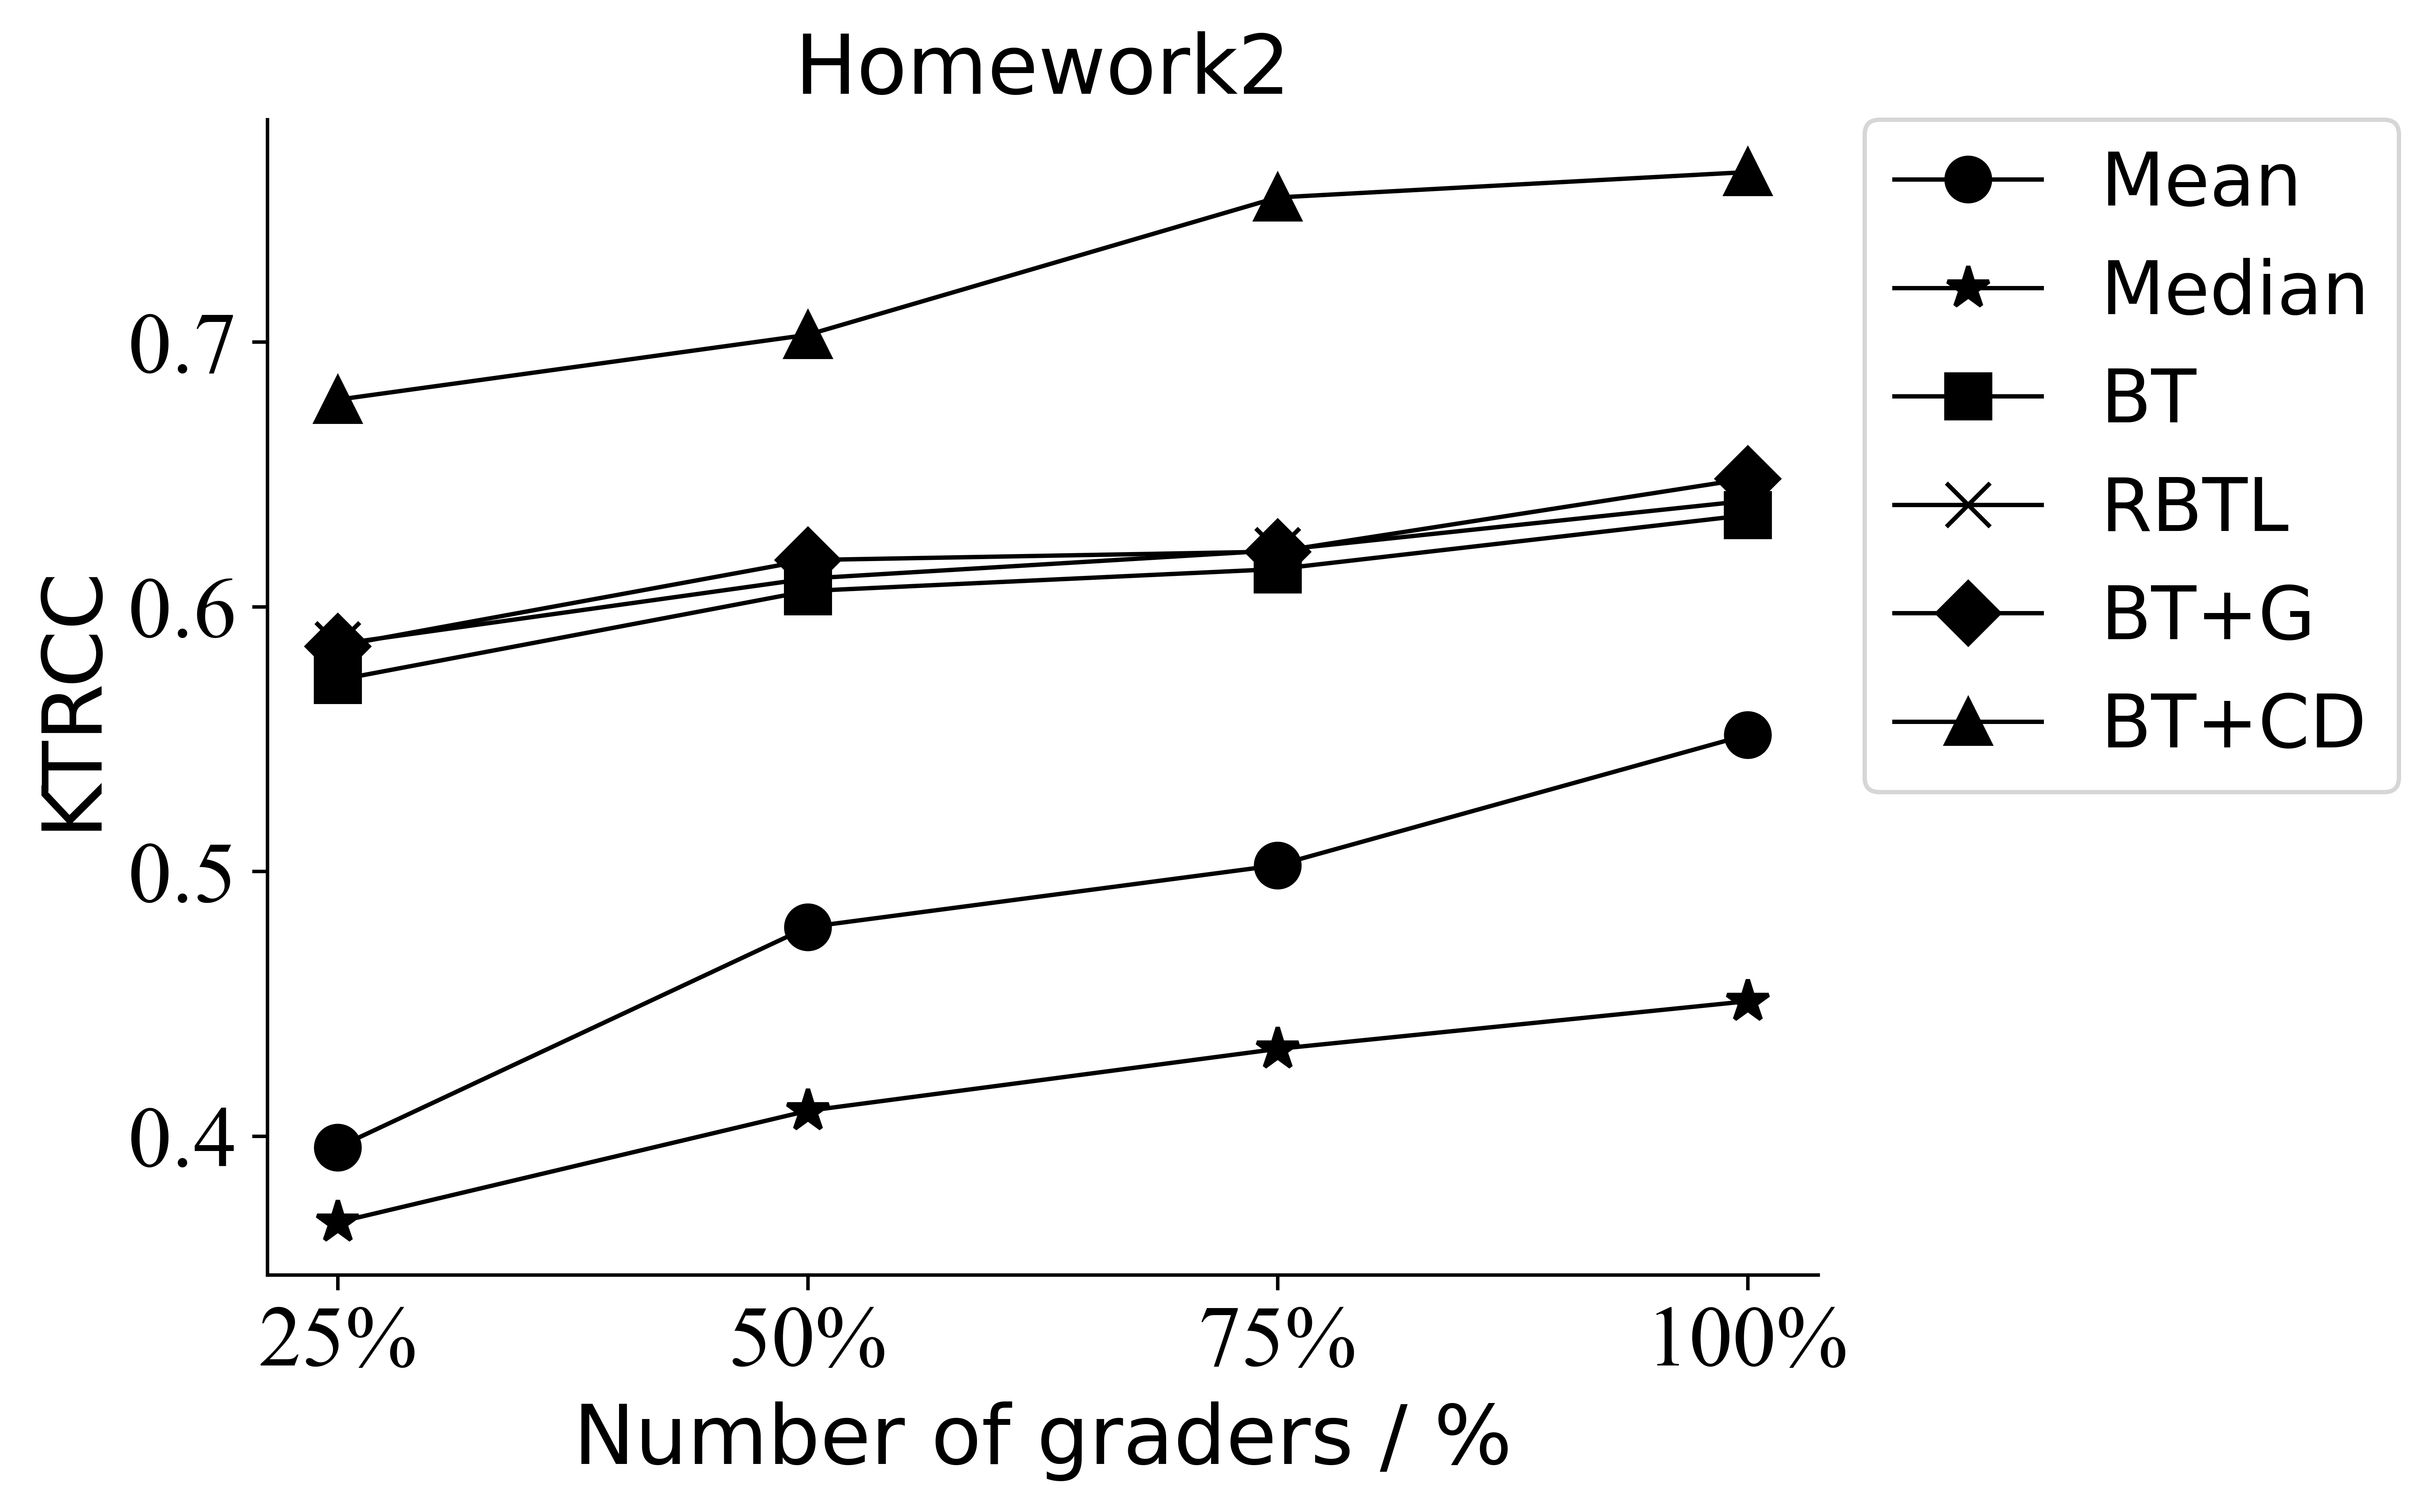 Homework2
Mean
Median
BT
RBTL
BT+G
BT+CD
KTRCC
0.7
0.6
0.5
0.4
25%
50%
75%
100%
Number of graders / %